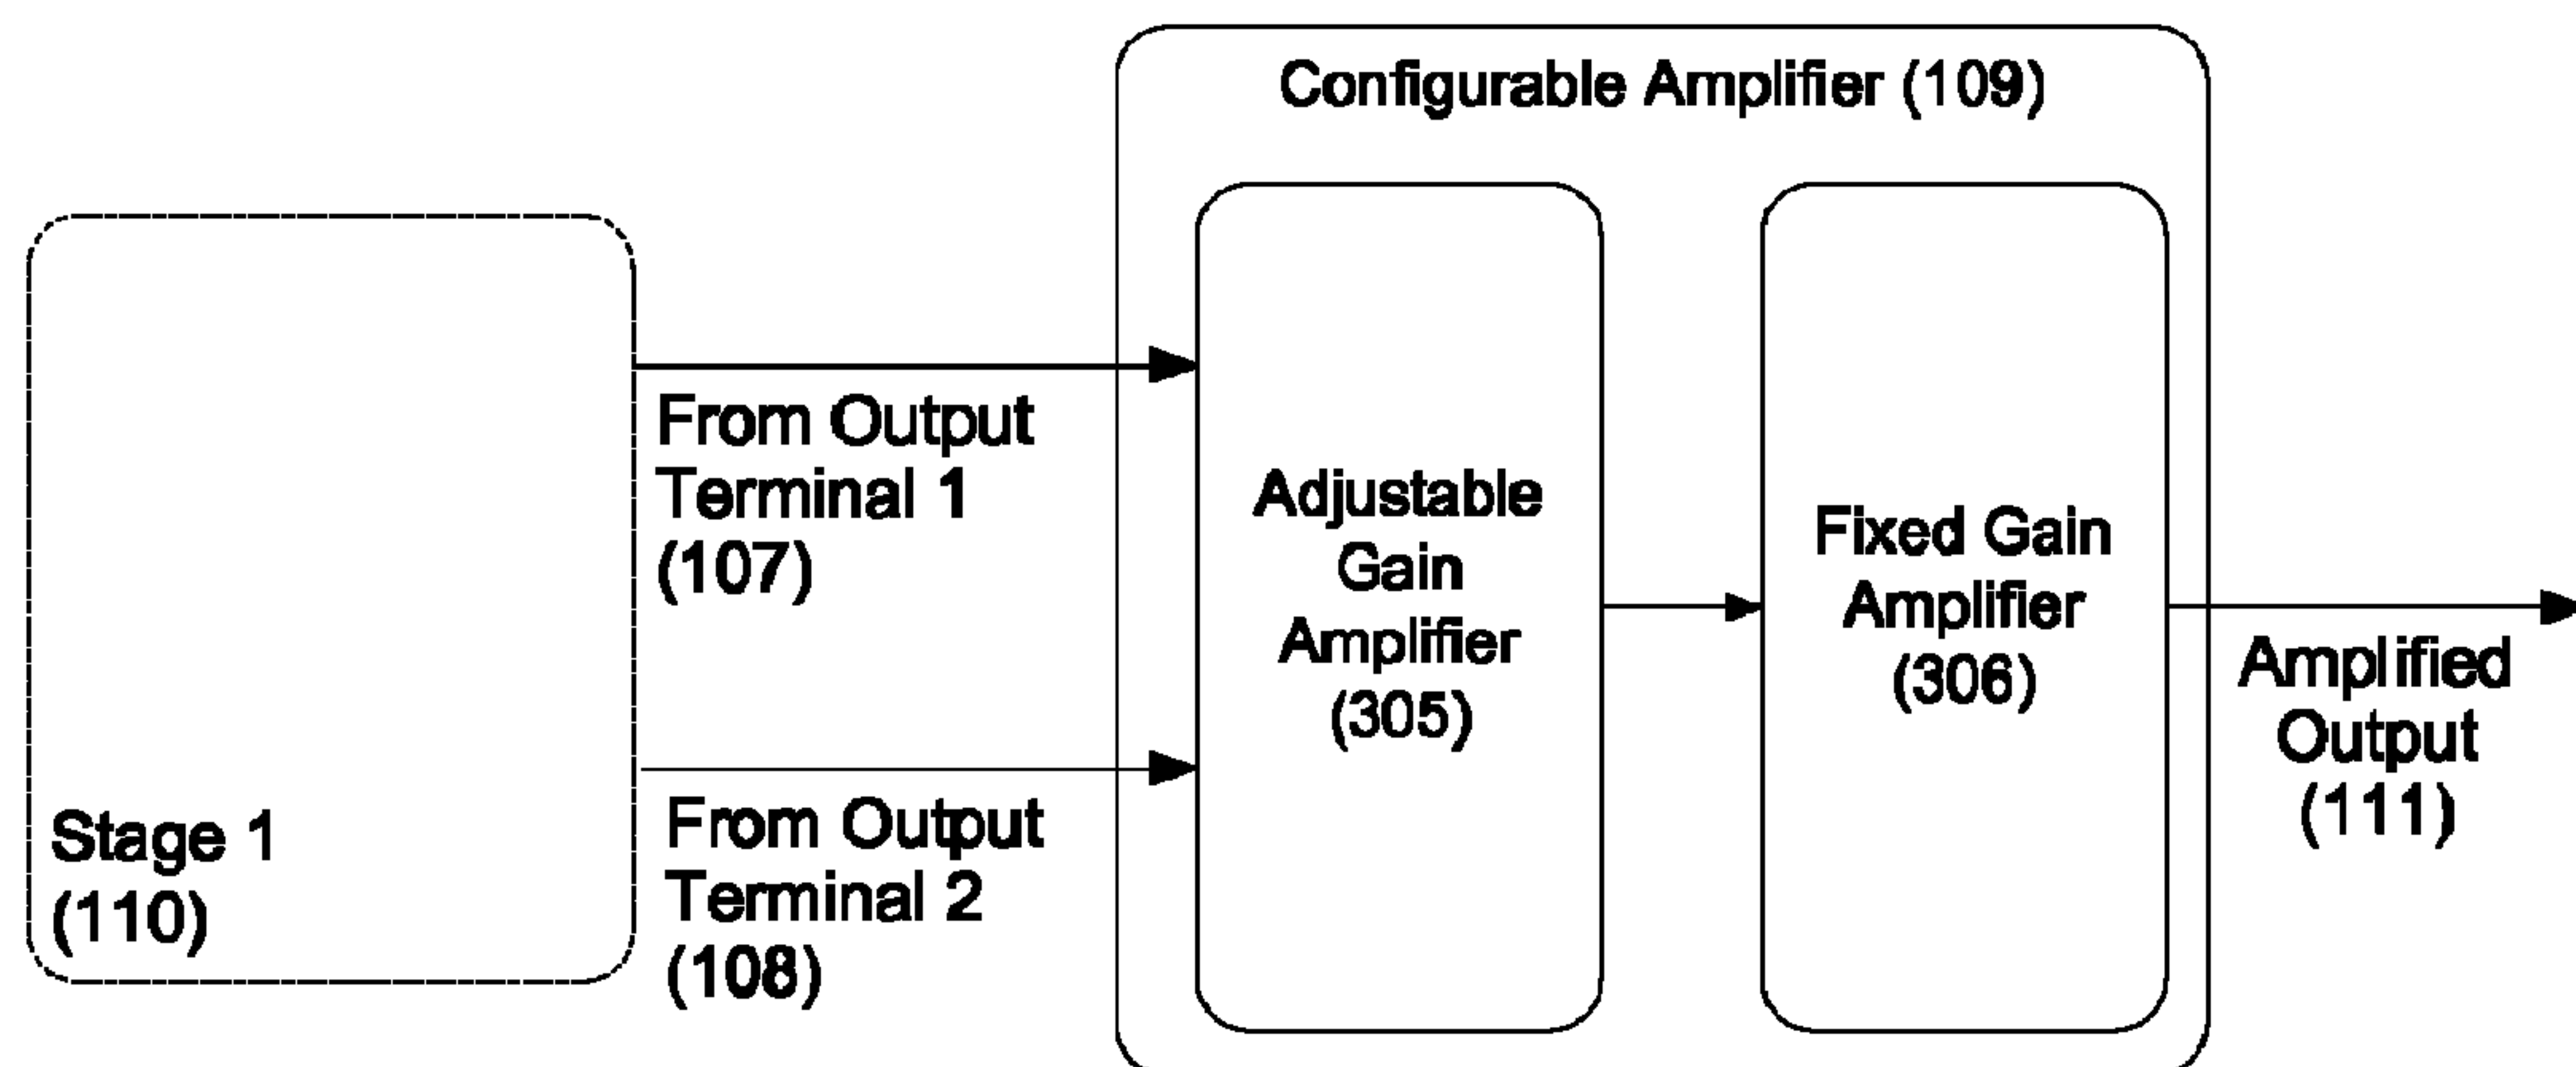 Configurable Amplifier (109)
From Output
Terminal 1
(107)
Adjustable
Gain
Amplifier
(305)
Fixed Gain
Amplifier
(306)
Amplified
Output
(111)
Stage 1
(110)
From Output
Terminal 2
(108)